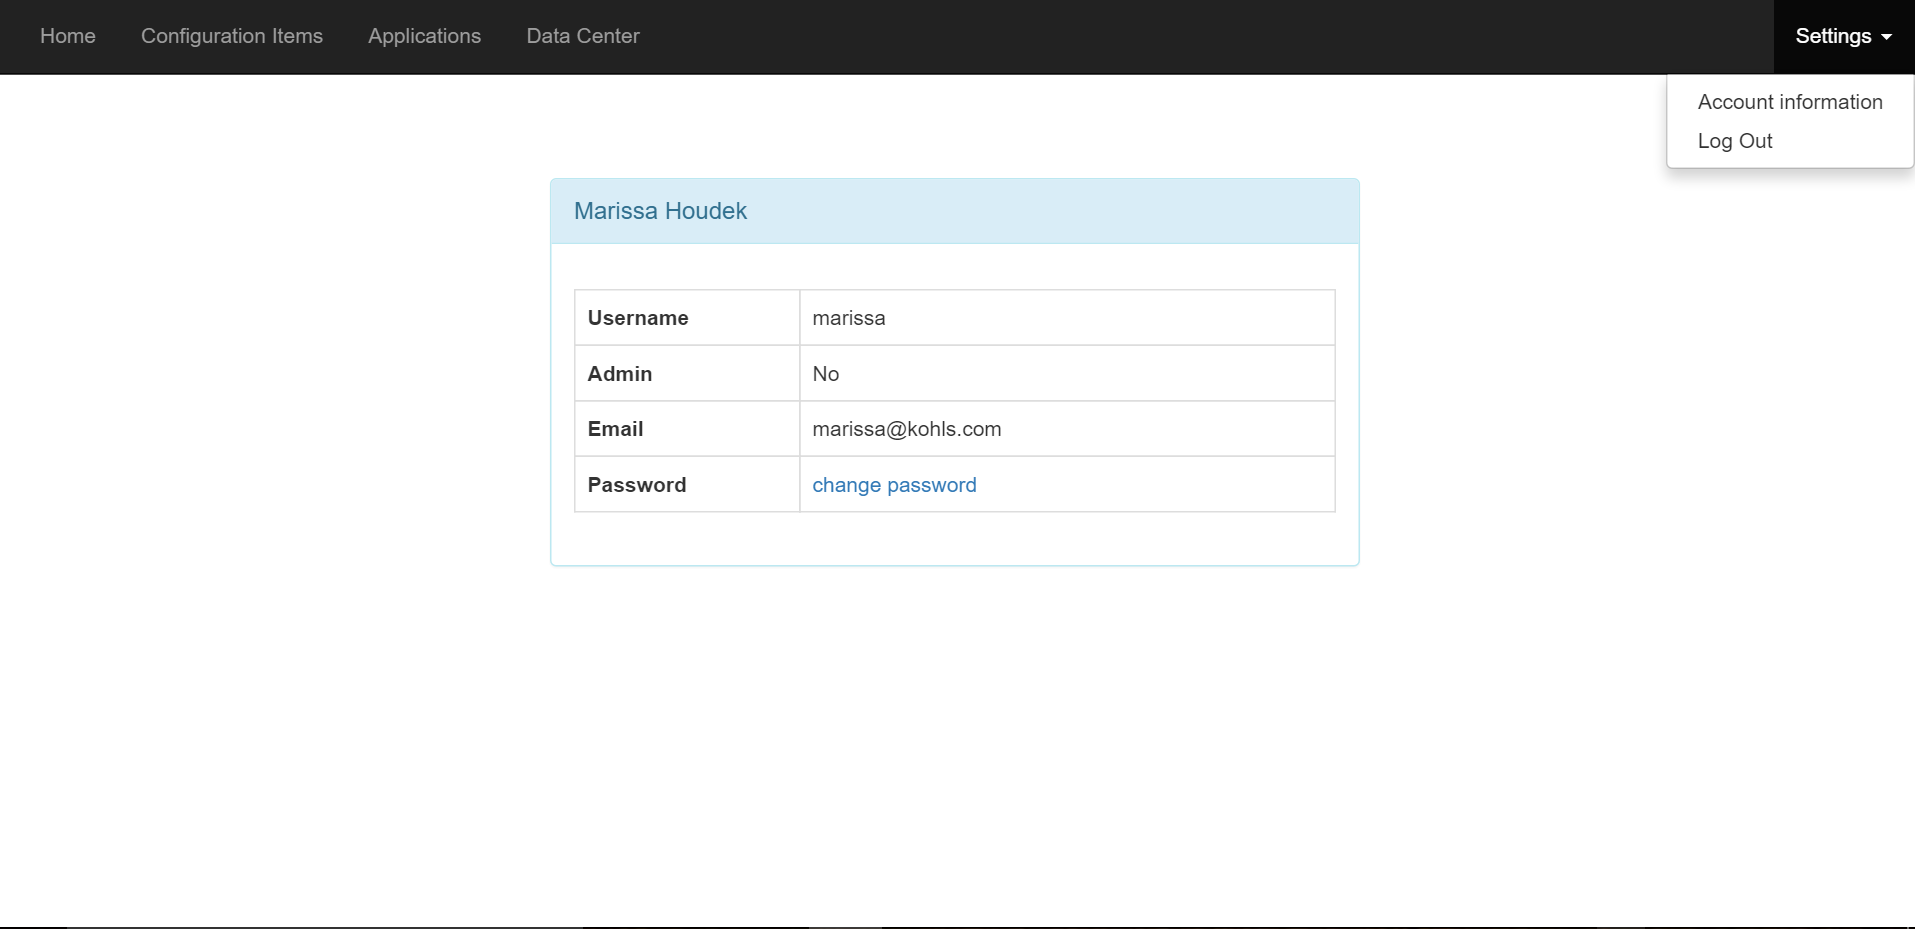 Home Configuration Items Applications Data Center Settings
Account information
Log Out
Marissa Houdek
Username marissa
Admin No
Email marissa@kohls.com
Password change password